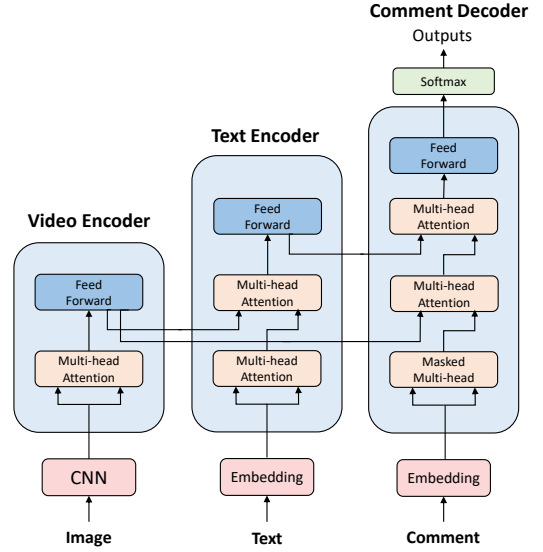 Comment Decoder
Outputs
Softmax
Feed
Forward
Multi-head
Attention
Multi-head
Attention
Masked
Multi-head
Embedding
Comment
Text Encoder
Feed
Forward
Multi-head
Attention
Multi-head
Attention
Embedding
Text
Video Encoder
Feed
Forward
Multi-head
Attention
CNN
Image